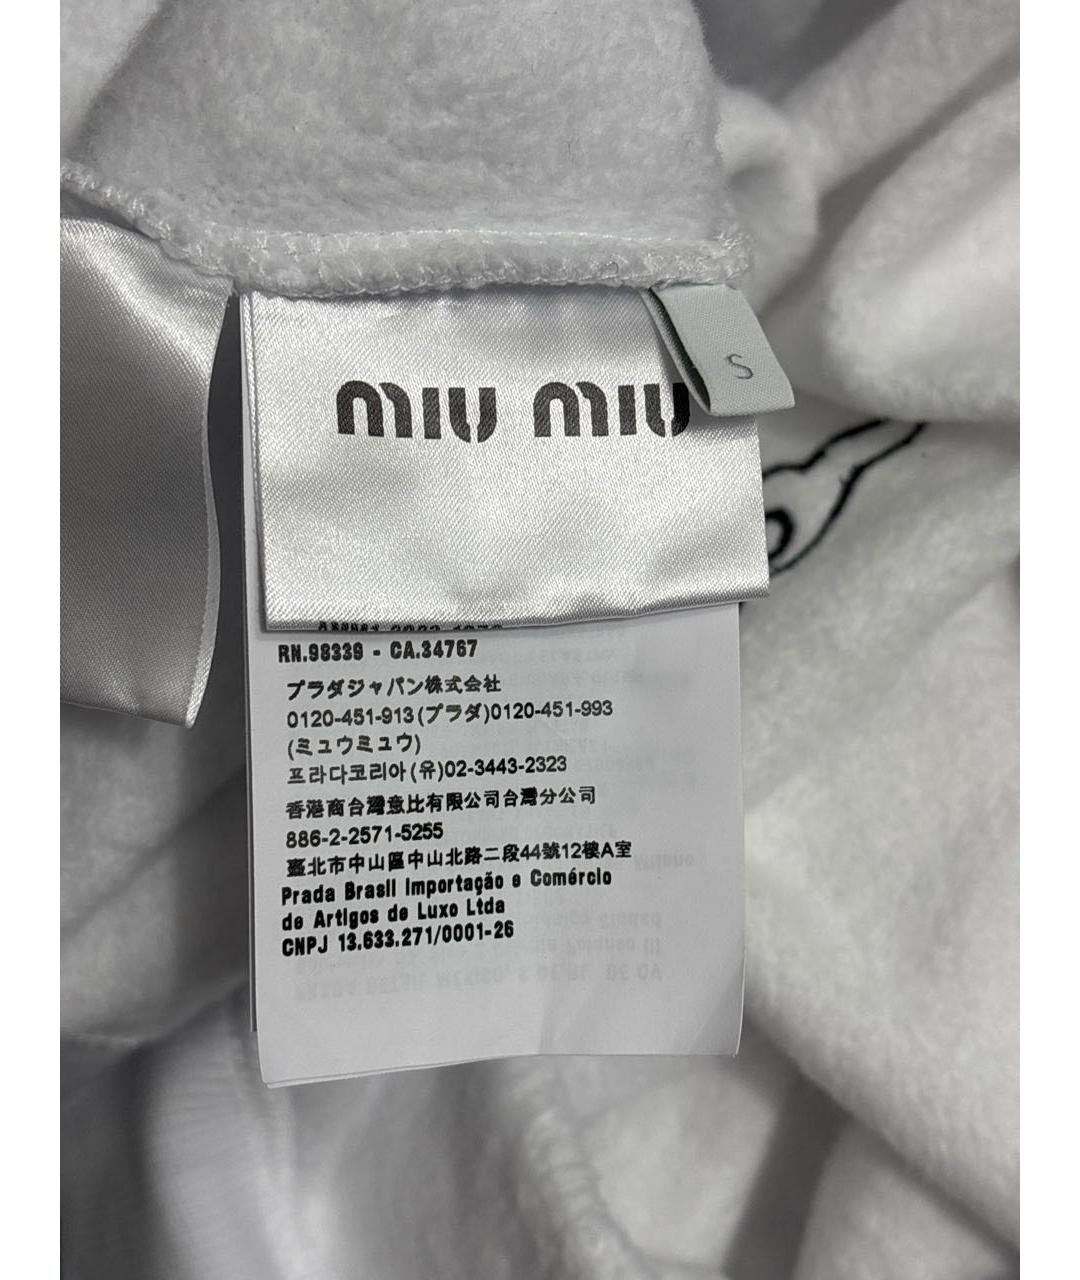 miu miu
S
RN.98339 - CA.34767
プラダジャパン株式会社
0120-451-913(プラダ)0120-451-993
(ミュウミュウ)
프라다코리아(유)02-3443-2323
香港商台灣意比有限公司台灣分公司
886-2-2571-5255
臺北市中山區中山北路二段44號12樓A室
Prada Brasil Importação e Comércio
de Artigos de Luxo Ltda
CNPJ 13.633.271/0001-26